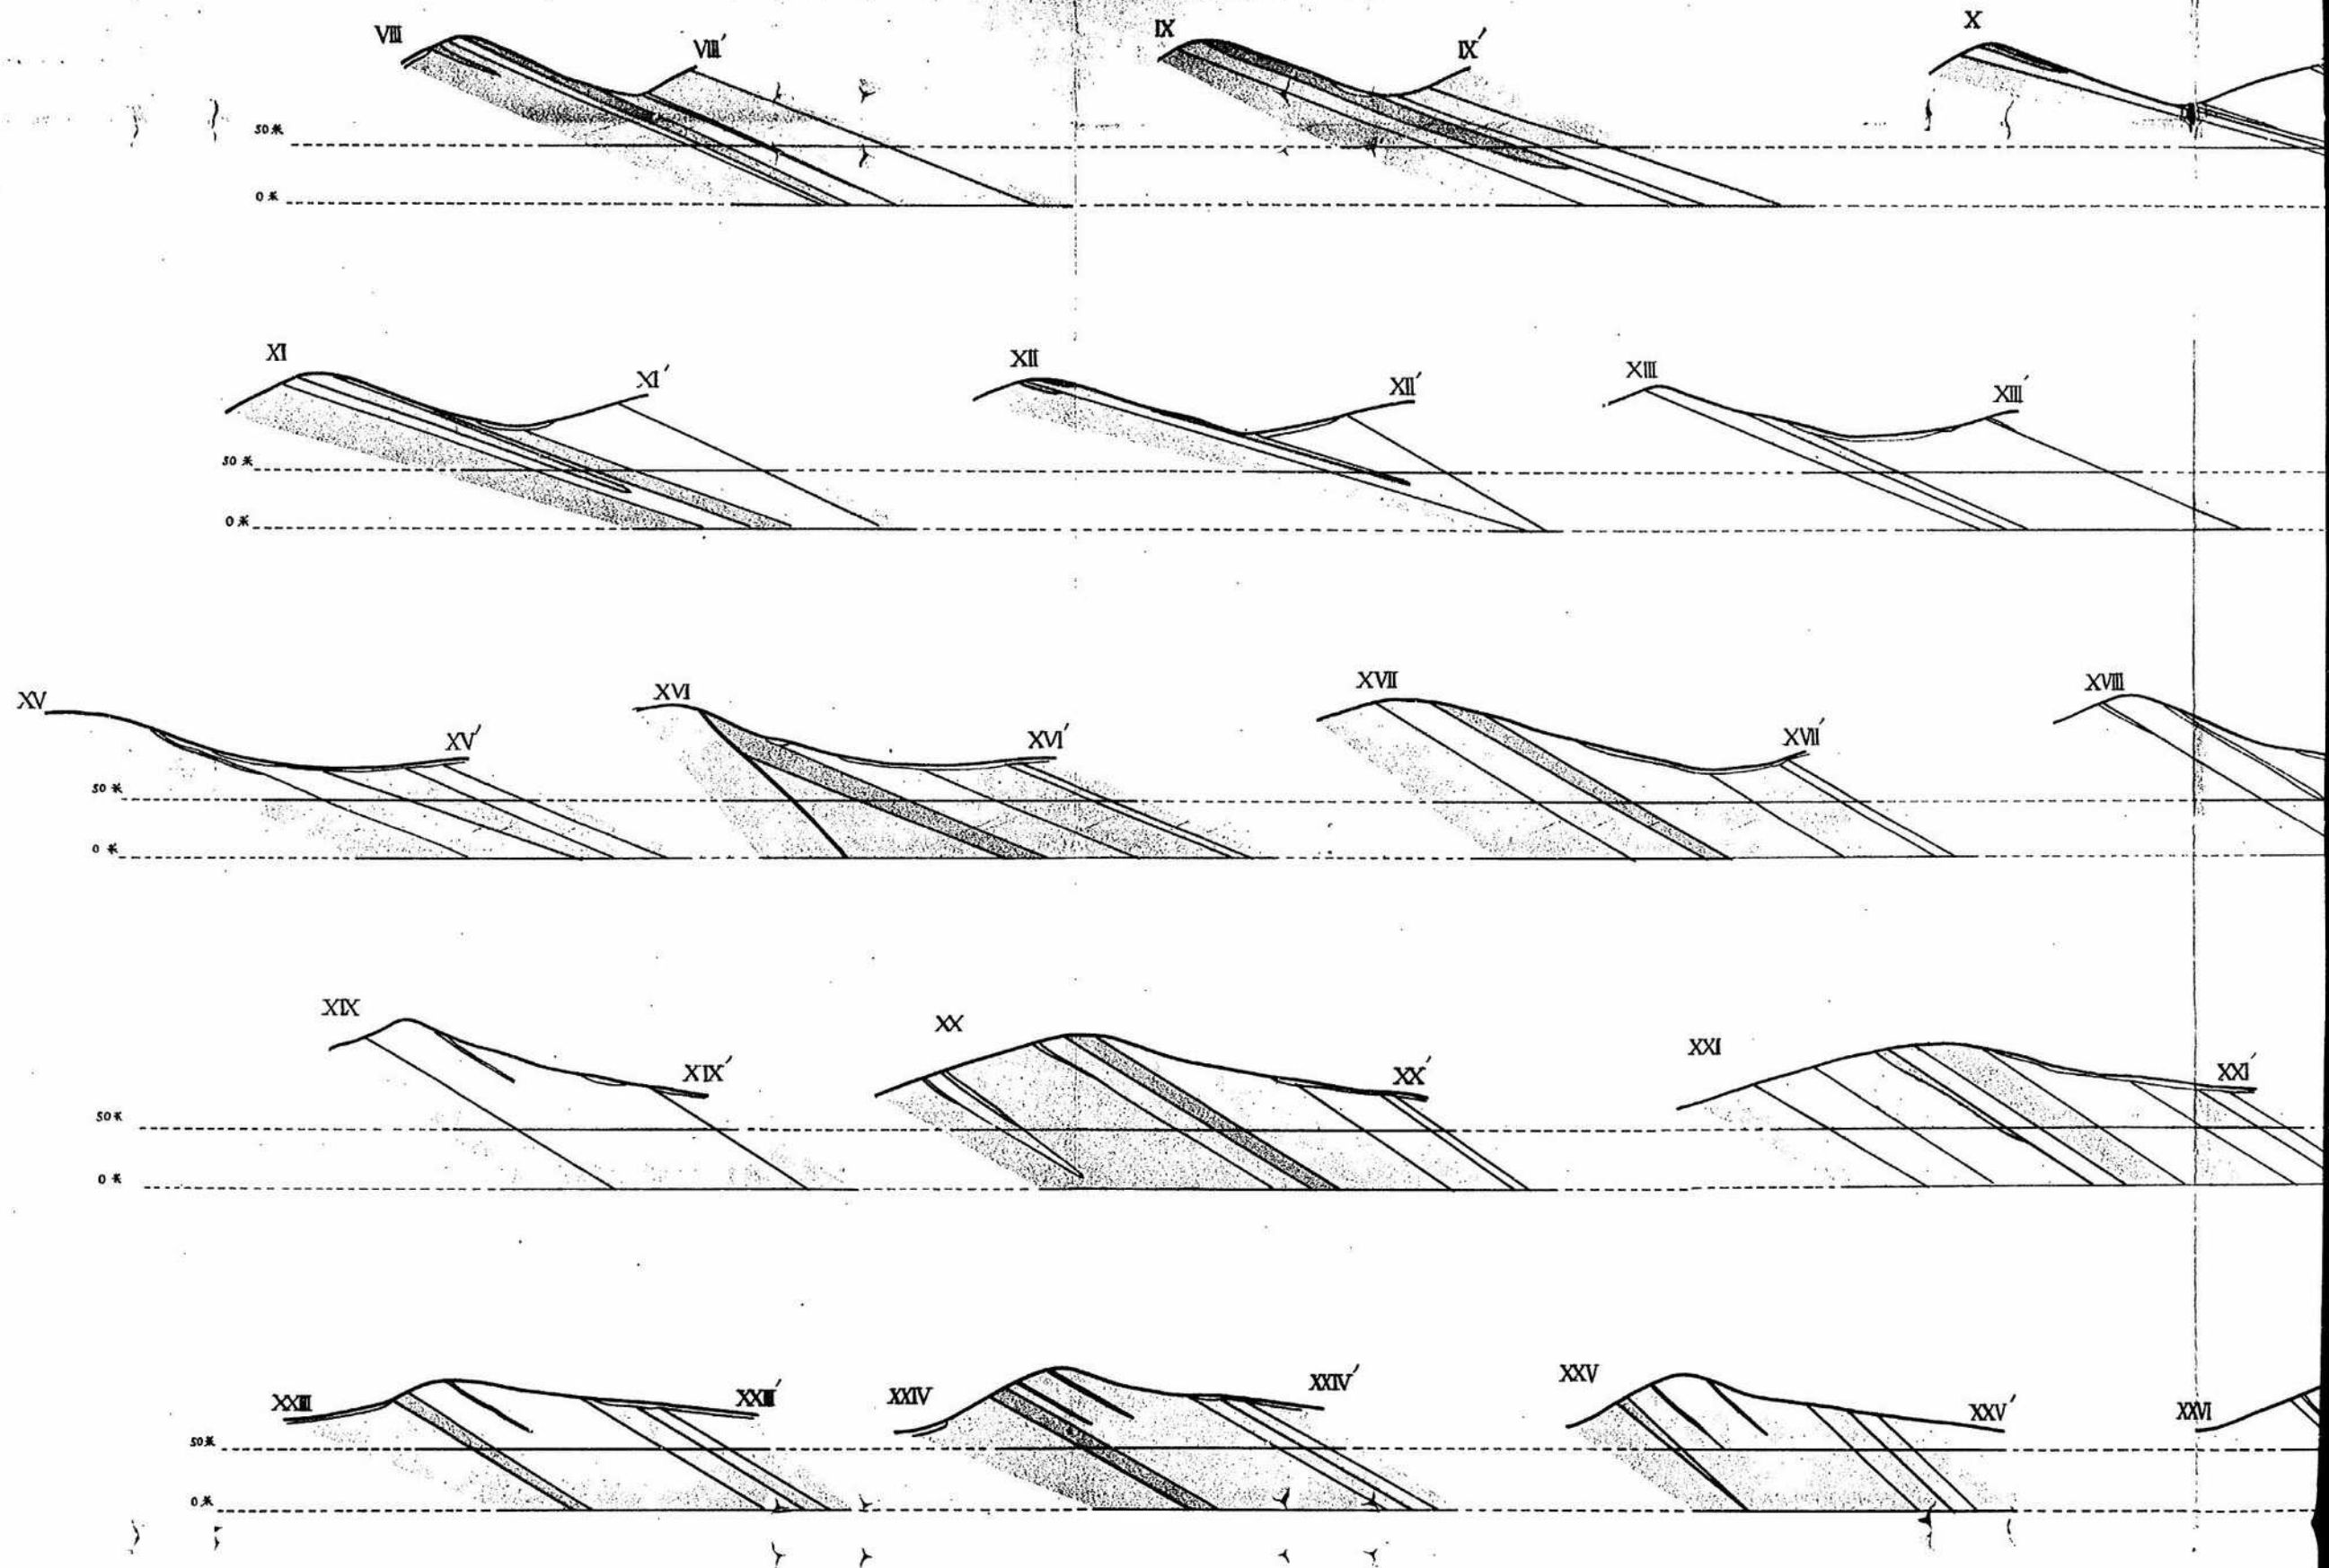 VIII VIII′ IX IX′ X
50米
0米
XI XI′ XII XII′ XIII XIII′
50米
0米
XV XV′ XVI XVI′ XVII XVII′ XVIII
50米
0米
XIX XIX′ XX XX′ XXI XXI′
50米
0米
XXIII XXIII′ XXIV XXIV′ XXV XXV′ XXVI
50米
0米